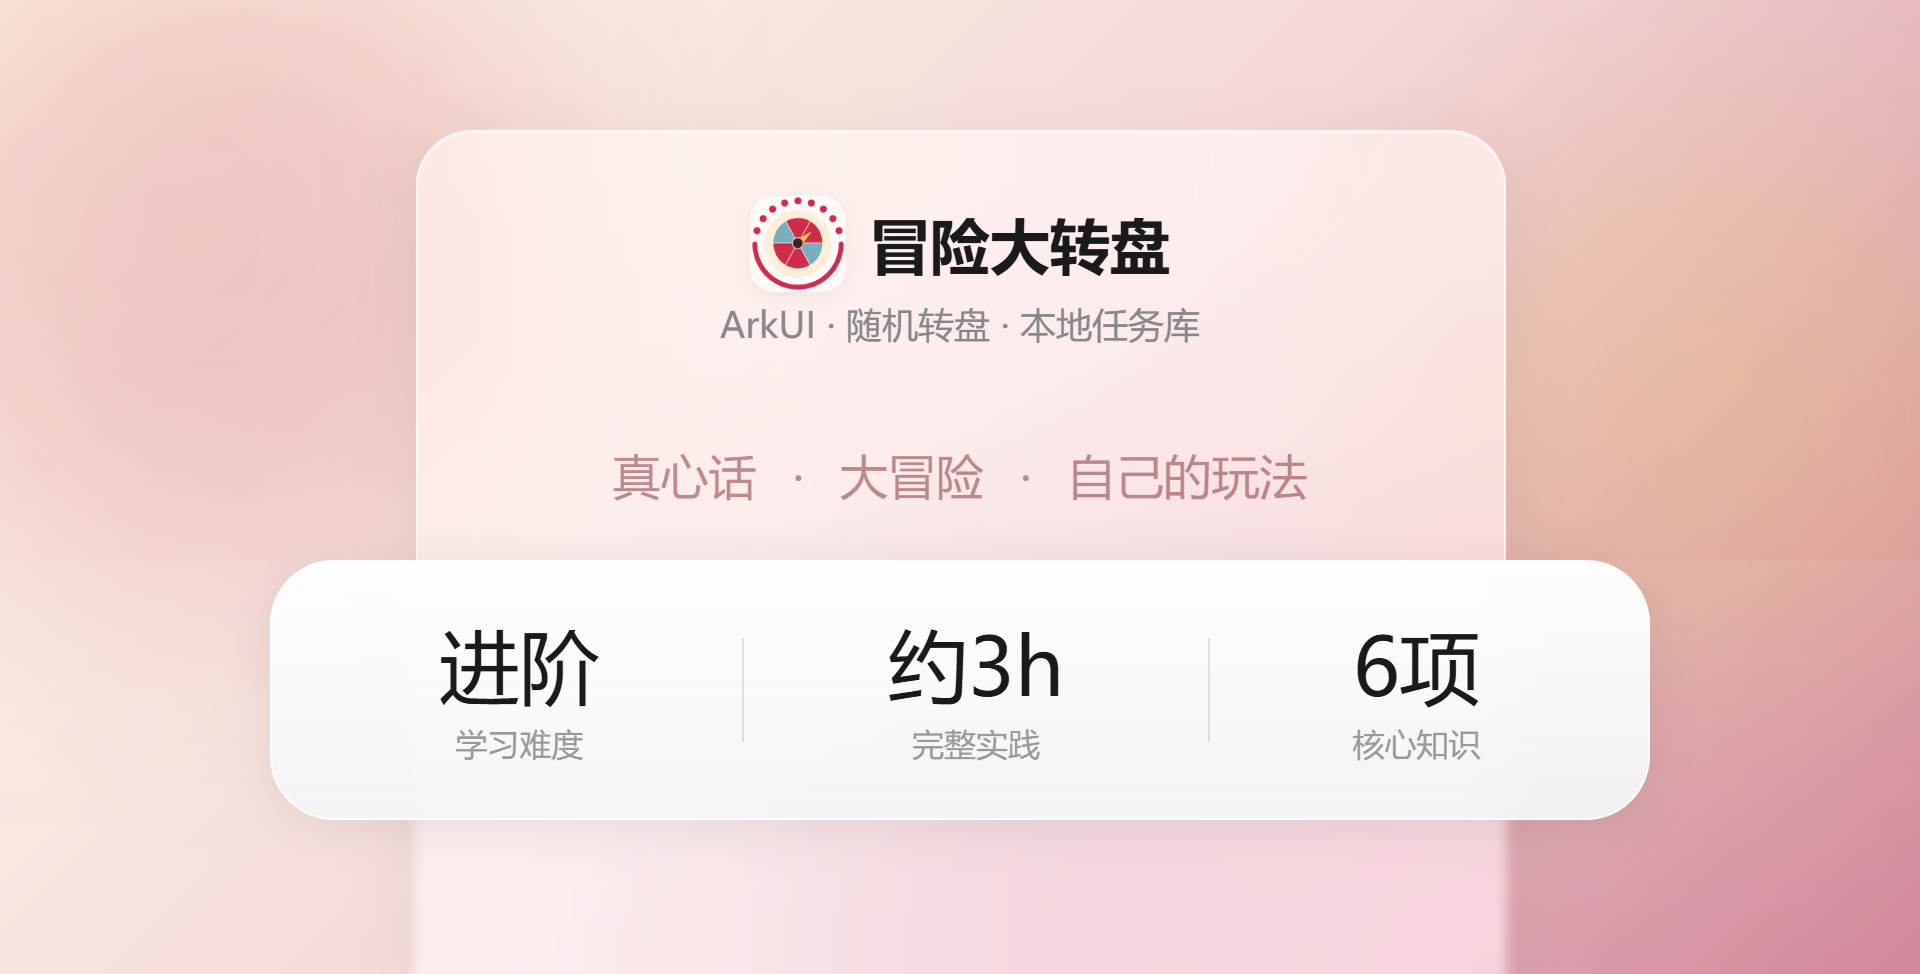 冒险大转盘
ArkUI · 随机转盘 · 本地任务库
真心话 · 大冒险 · 自己的玩法
进阶 约3h 6项
学习难度 完整实践 核心知识